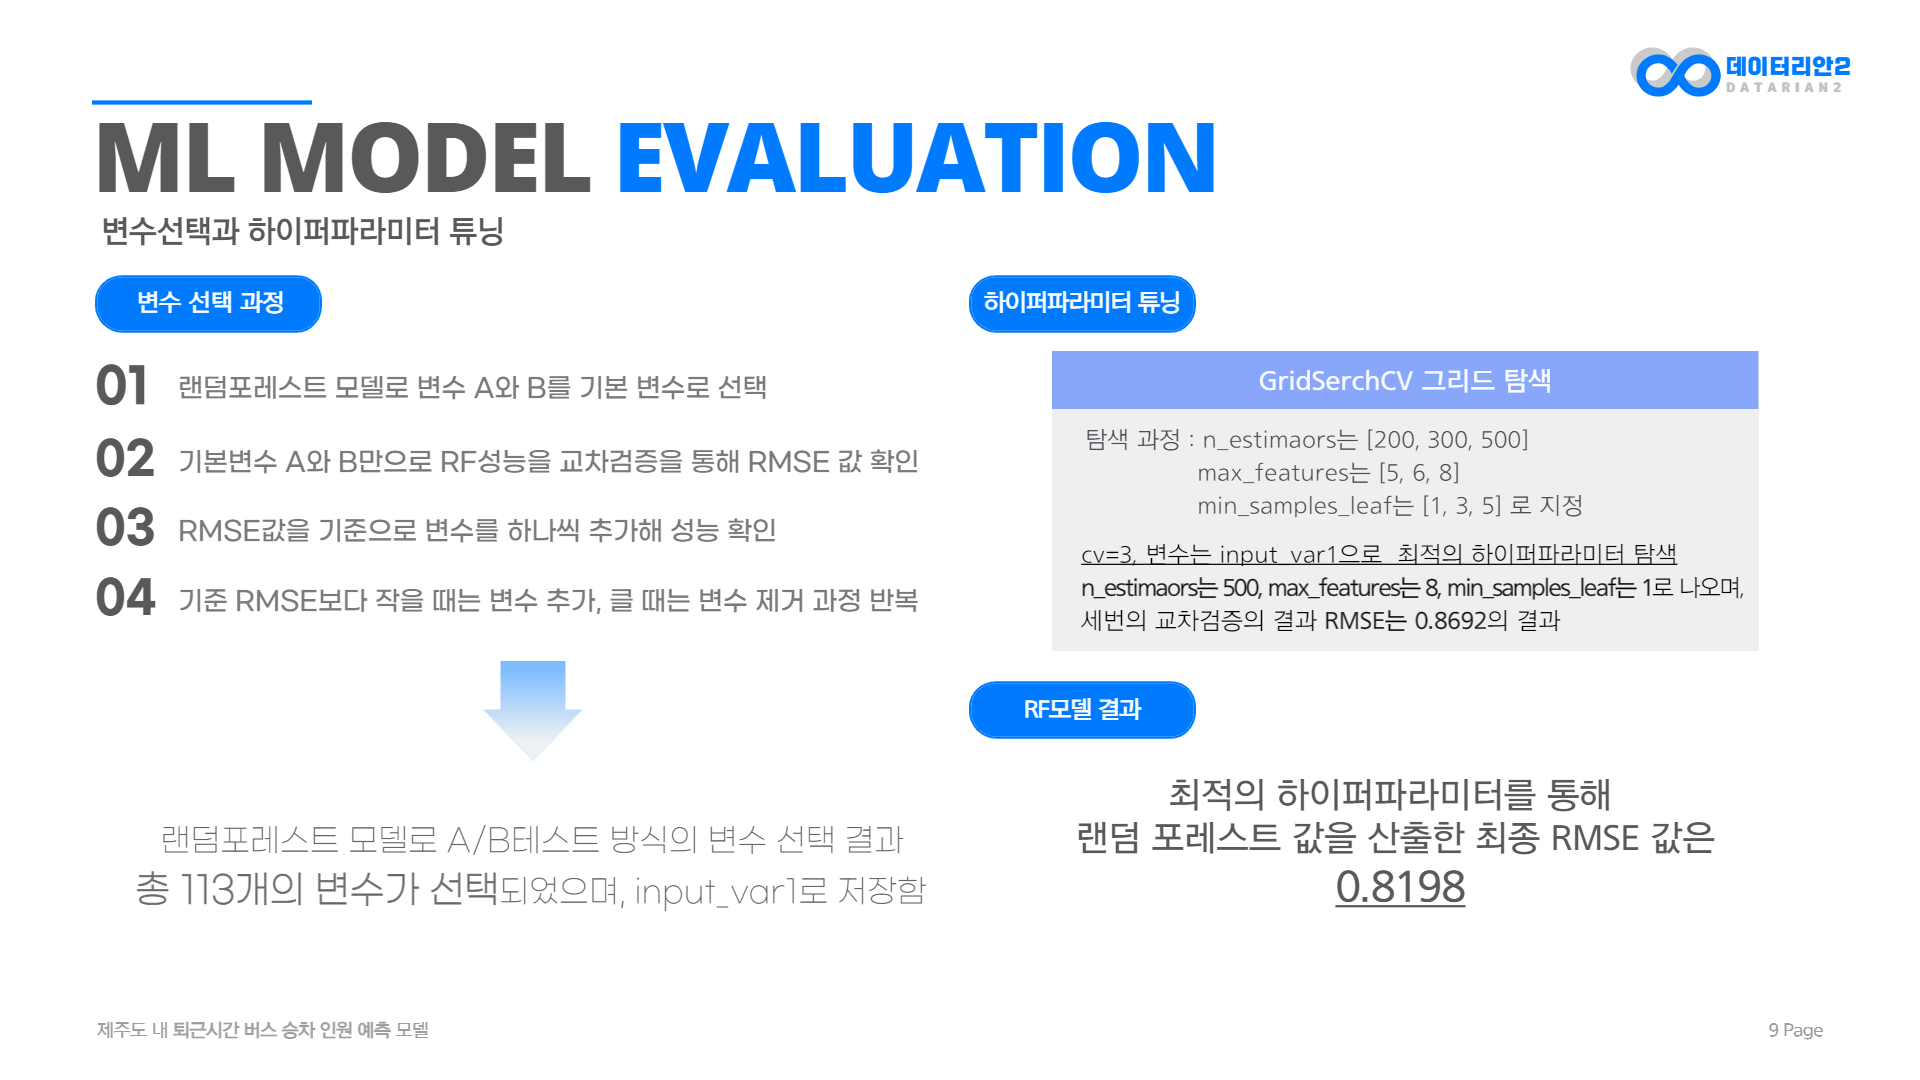 데이터리안2
DATARIAN2
ML MODEL EVALUATION
변수선택과 하이퍼파라미터 튜닝
변수 선택 과정
01 랜덤포레스트 모델로 변수 A와 B를 기본 변수로 선택
02 기본변수 A와 B만으로 RF성능을 교차검증을 통해 RMSE 값 확인
03 RMSE값을 기준으로 변수를 하나씩 추가해 성능 확인
04 기준 RMSE보다 작을 때는 변수 추가, 클 때는 변수 제거 과정 반복
랜덤포레스트 모델로 A/B테스트 방식의 변수 선택 결과
총 113개의 변수가 선택되었으며, input_var1로 저장함
하이퍼파라미터 튜닝
GridSerchCV 그리드 탐색
탐색 과정 : n_estimaors는 [200, 300, 500]
max_features는 [5, 6, 8]
min_samples_leaf는 [1, 3, 5] 로 지정
cv=3, 변수는 input_var1으로 최적의 하이퍼파라미터 탐색
n_estimaors는 500, max_features는 8, min_samples_leaf는 1로 나오며,
세번의 교차검증의 결과 RMSE는 0.8692의 결과
RF모델 결과
최적의 하이퍼파라미터를 통해
랜덤 포레스트 값을 산출한 최종 RMSE 값은
0.8198
제주도 내 퇴근시간 버스 승차 인원 예측 모델
9 Page